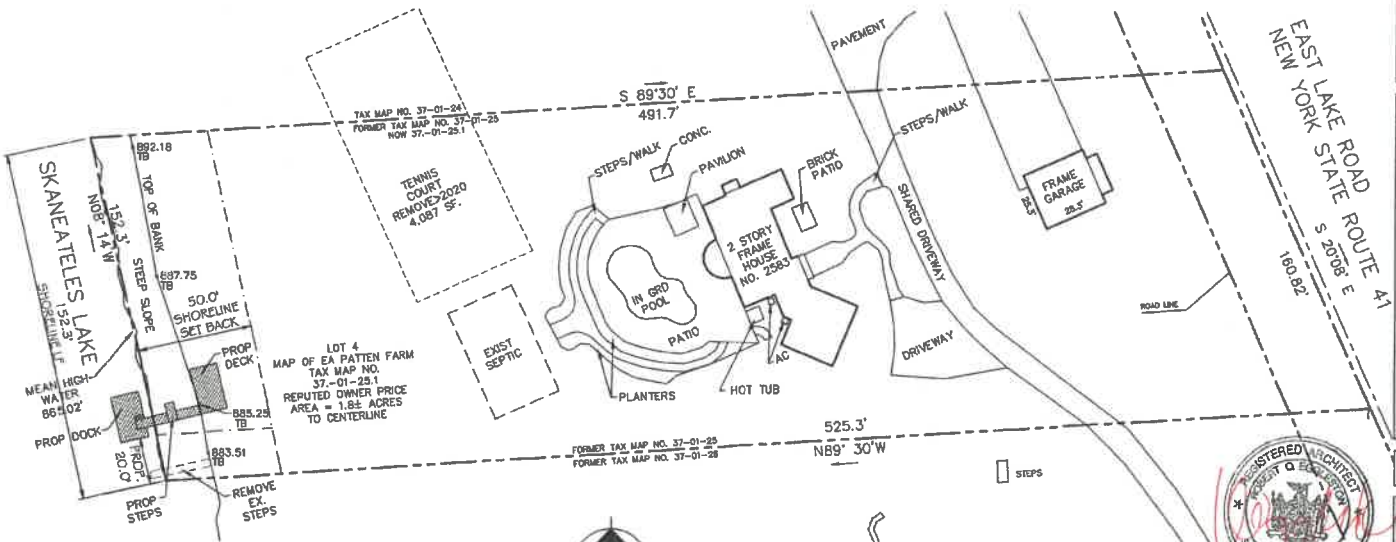 EAST LAKE ROAD
NEW YORK STATE ROUTE 41
S 20°08' E
160.82'
ROAD LINE
PAVEMENT
S 89°30' E
491.7'
TAX MAP NO. 37-01-24
FORMER TAX MAP NO. 37-01-25
NOW 37.-01-25.1
STEPS/WALK
CONC.
PAVILION
BRICK
PATIO
STEPS/WALK
SHARED DRIVEWAY
FRAME
GARAGE
25.5'
28.5'
TENNIS
COURT
REMOVE>2020
4,087 SF.
2 STORY
FRAME
HOUSE
NO. 2583
IN GRD
POOL
PATIO
AC
HOT TUB
PLANTERS
DRIVEWAY
EXIST
SEPTIC
SKANEATELES LAKE
SHORELINE LF
152.3'
N08° 14'W
152.3'
892.18
TB
TOP OF BANK
STEEP SLOPE
887.75
TB
50.0'
SHORELINE
SET BACK
PROP
DECK
LOT 4
MAP OF EA PATTEN FARM
TAX MAP NO.
37.-01-25.1
REPUTED OWNER PRICE
AREA = 1.8± ACRES
TO CENTERLINE
MEAN HIGH
WATER
PROP DOCK
885.25
TB
883.51
TB
PROP.
20.0'
PROP
STEPS
REMOVE
EX.
STEPS
FORMER TAX MAP NO. 37-01-25
FORMER TAX MAP NO. 37-01-26
525.3'
N89° 30'W
STEPS
REGISTERED ARCHITECT
ROBERT O. EGGLESTON